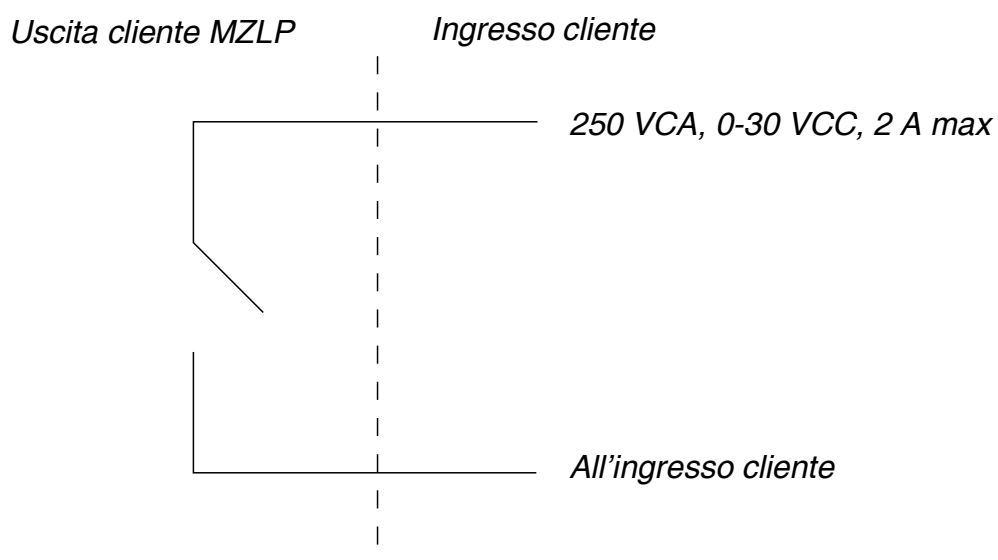 Uscita cliente MZLP
Ingresso cliente
250 VCA, 0-30 VCC, 2 A max
All’ingresso cliente